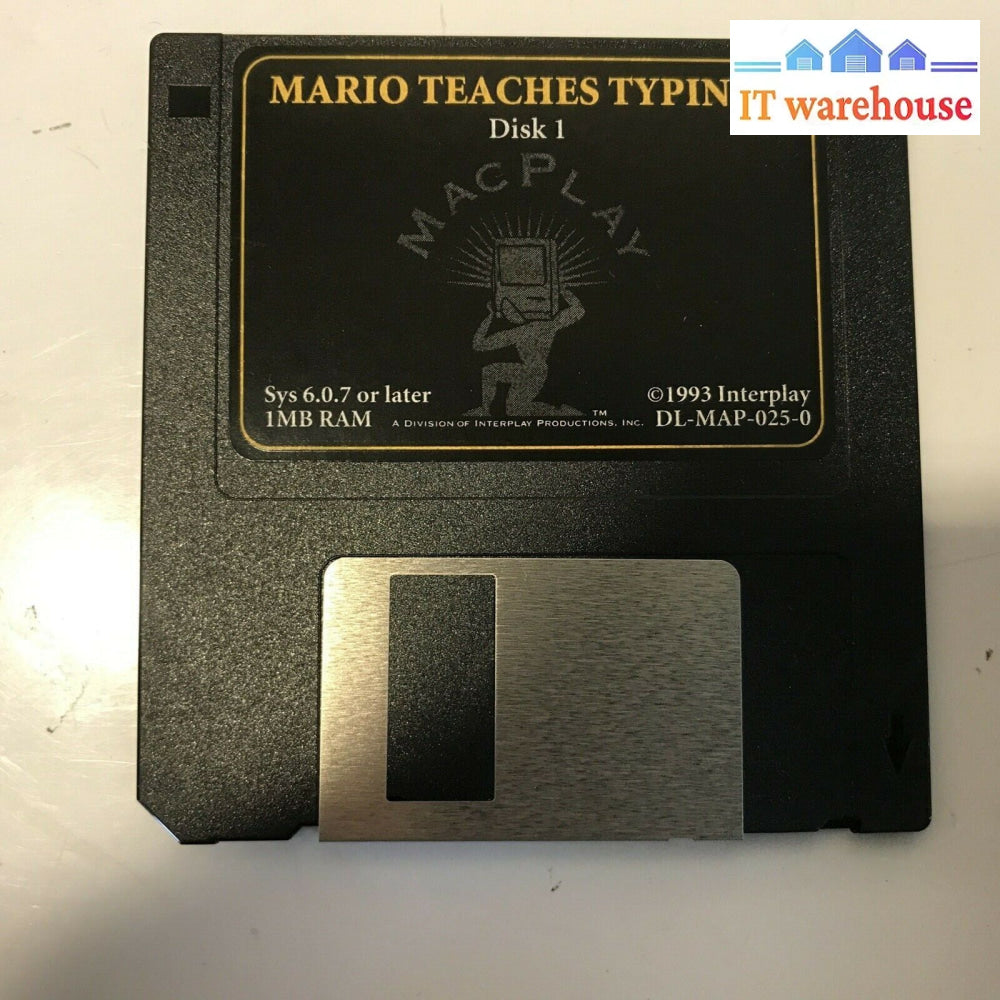 MARIO TEACHES TYPIN
IT warehouse
Disk 1
MACPLAY
Sys 6.0.7 or later
1MB RAM
©1993 Interplay
DL-MAP-025-0
TM
A DIVISION OF INTERPLAY PRODUCTIONS, INC.